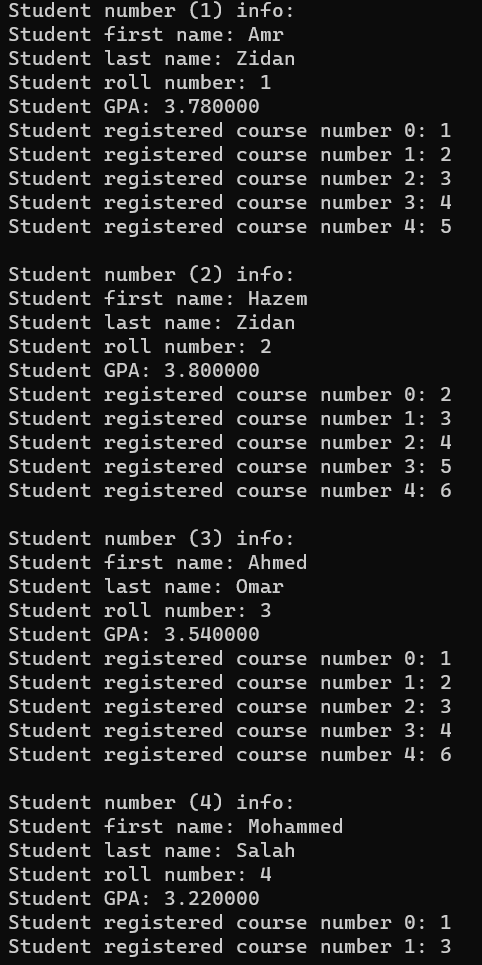 Student number (1) info:
Student first name: Amr
Student last name: Zidan
Student roll number: 1
Student GPA: 3.780000
Student registered course number 0: 1
Student registered course number 1: 2
Student registered course number 2: 3
Student registered course number 3: 4
Student registered course number 4: 5

Student number (2) info:
Student first name: Hazem
Student last name: Zidan
Student roll number: 2
Student GPA: 3.800000
Student registered course number 0: 2
Student registered course number 1: 3
Student registered course number 2: 4
Student registered course number 3: 5
Student registered course number 4: 6

Student number (3) info:
Student first name: Ahmed
Student last name: Omar
Student roll number: 3
Student GPA: 3.540000
Student registered course number 0: 1
Student registered course number 1: 2
Student registered course number 2: 3
Student registered course number 3: 4
Student registered course number 4: 6

Student number (4) info:
Student first name: Mohammed
Student last name: Salah
Student roll number: 4
Student GPA: 3.220000
Student registered course number 0: 1
Student registered course number 1: 3